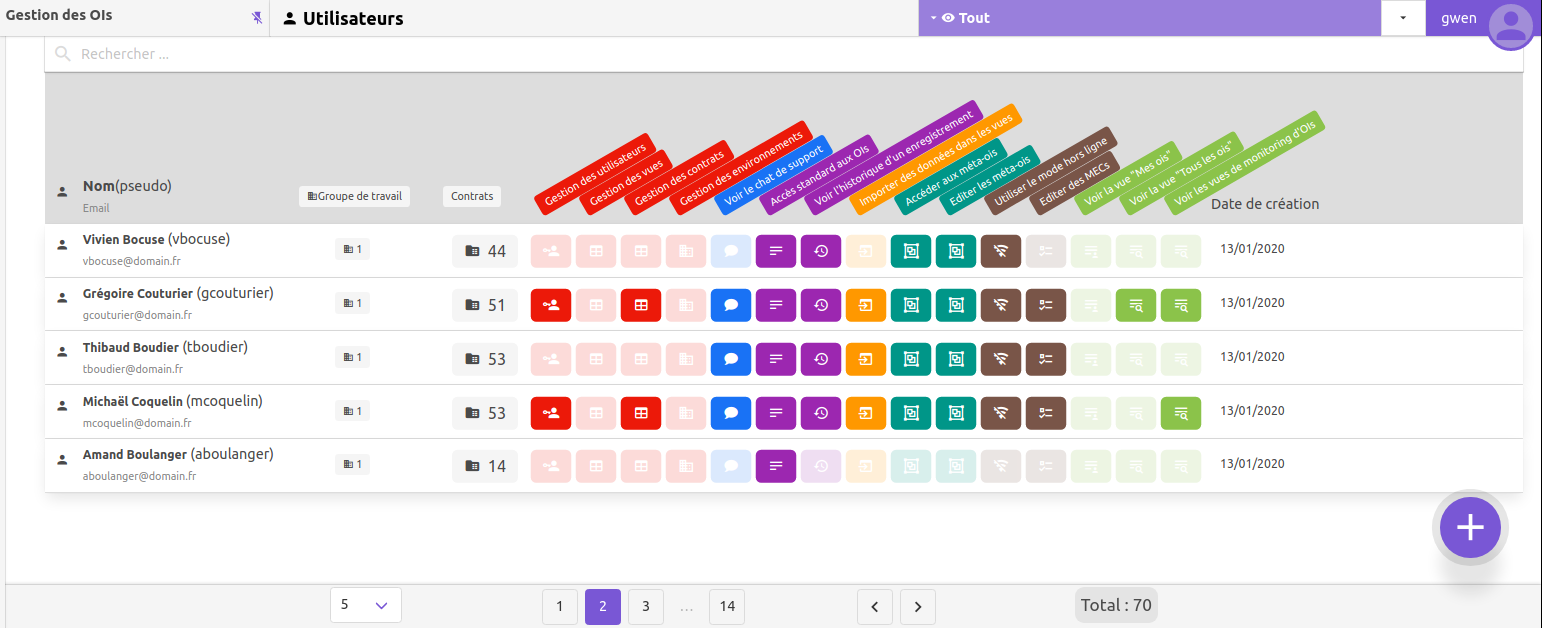 Gestion des OIs
Utilisateurs
Tout
gwen
Rechercher ...
Nom(pseudo)
Email
Groupe de travail
Contrats
Gestion des utilisateurs
Gestion des vues
Gestion des contrats
Gestion des environnements
Voir le chat de support
Accès standard aux OIs
Voir l'historique d'un enregistrement
Importer des données dans les vues
Accéder aux méta-ois
Editer les méta-ois
Utiliser le mode hors ligne
Editer des MECs
Voir la vue "Mes ois"
Voir la vue "Tous les ois"
Voir les vues de monitoring d'OIs
Date de création
Vivien Bocuse (vbocuse)
vbocuse@domain.fr
1
44
13/01/2020
Grégoire Couturier (gcouturier)
gcouturier@domain.fr
1
51
13/01/2020
Thibaud Boudier (tboudier)
tboudier@domain.fr
1
53
13/01/2020
Michaël Coquelin (mcoquelin)
mcoquelin@domain.fr
1
53
13/01/2020
Amand Boulanger (aboulanger)
aboulanger@domain.fr
1
14
13/01/2020
5
1 2 3 ... 14
Total : 70